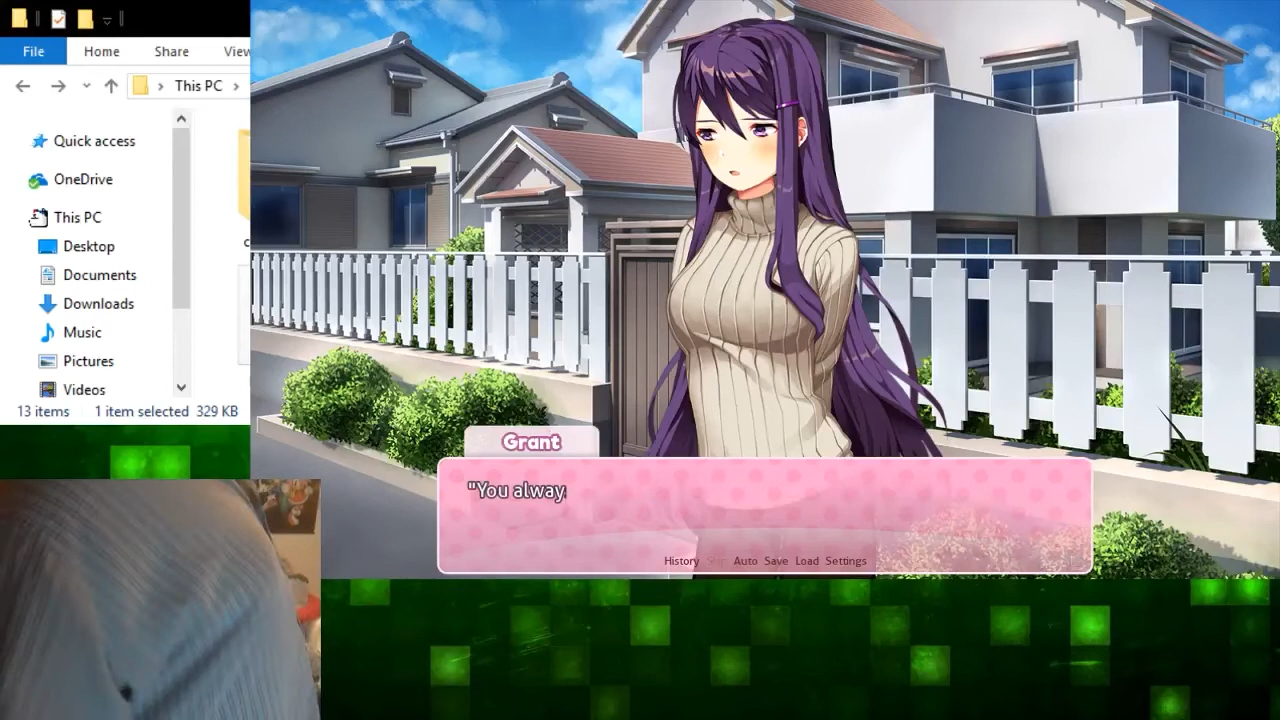 File Home Share View
This PC
Quick access
OneDrive
This PC
Desktop
Documents
Downloads
Music
Pictures
Videos
13 items 1 item selected 329 KB
Grant
"You alway
History Skip Auto Save Load Settings